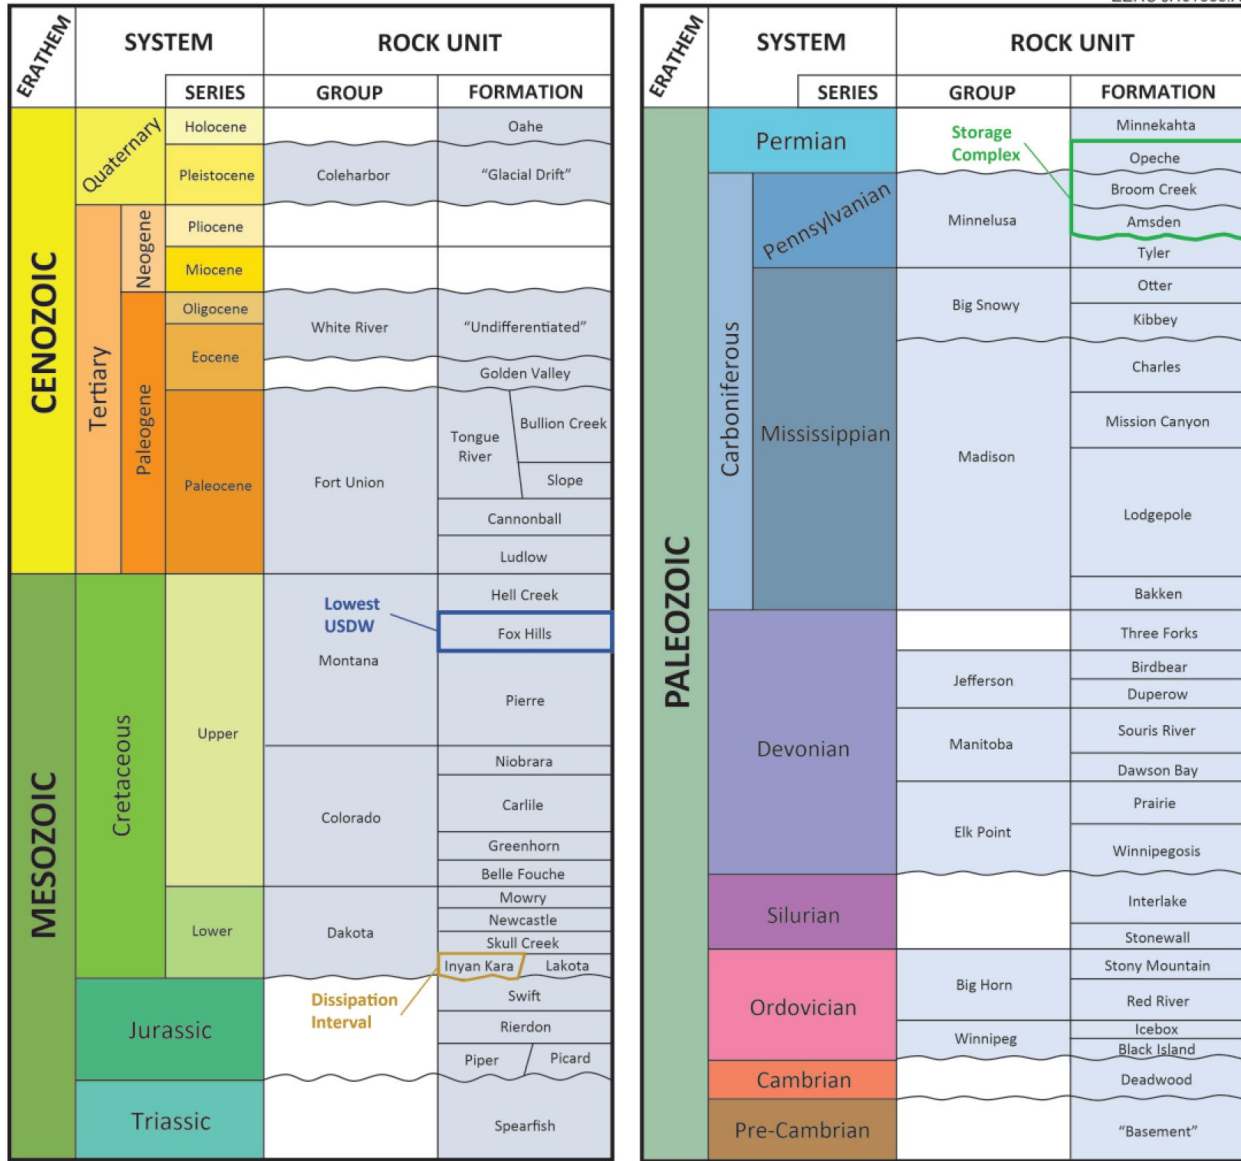 ERATHEM
SYSTEM
ROCK UNIT
SERIES
GROUP
FORMATION
CENOZOIC
Quaternary
Holocene
Oahe
Pleistocene
Coleharbor
“Glacial Drift”
Tertiary
Neogene
Pliocene
Miocene
Paleogene
Oligocene
White River
“Undifferentiated”
Eocene
Golden Valley
Paleocene
Fort Union
Tongue
River
Bullion Creek
Slope
Cannonball
Ludlow
MESOZOIC
Cretaceous
Upper
Lowest
USDW
Montana
Hell Creek
Fox Hills
Pierre
Colorado
Niobrara
Carlile
Greenhorn
Belle Fouche
Lower
Dakota
Mowry
Newcastle
Skull Creek
Inyan Kara
Lakota
Dissipation
Interval
Jurassic
Swift
Rierdon
Piper
Picard
Triassic
Spearfish
ERATHEM
SYSTEM
ROCK UNIT
SERIES
GROUP
FORMATION
PALEOZOIC
Permian
Storage
Complex
Minnekahta
Opeche
Carboniferous
Pennsylvanian
Minnelusa
Broom Creek
Amsden
Tyler
Mississippian
Big Snowy
Otter
Kibbey
Madison
Charles
Mission Canyon
Lodgepole
Bakken
Devonian
Three Forks
Jefferson
Birdbear
Duperow
Manitoba
Souris River
Dawson Bay
Elk Point
Prairie
Winnipegosis
Silurian
Interlake
Stonewall
Ordovician
Big Horn
Stony Mountain
Red River
Winnipeg
Icebox
Black Island
Cambrian
Deadwood
Pre-Cambrian
“Basement”